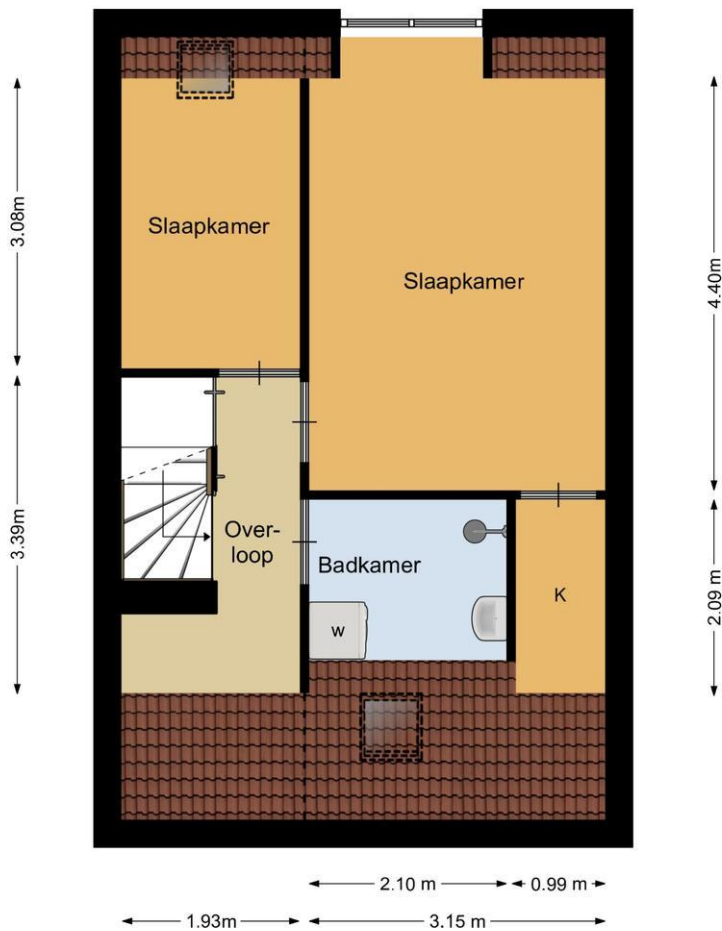 3.08m
Slaapkamer
Slaapkamer
4.40m
3.39m
Over-
loop
Badkamer
w
K
2.09 m
2.10 m
0.99 m
1.93m
3.15 m